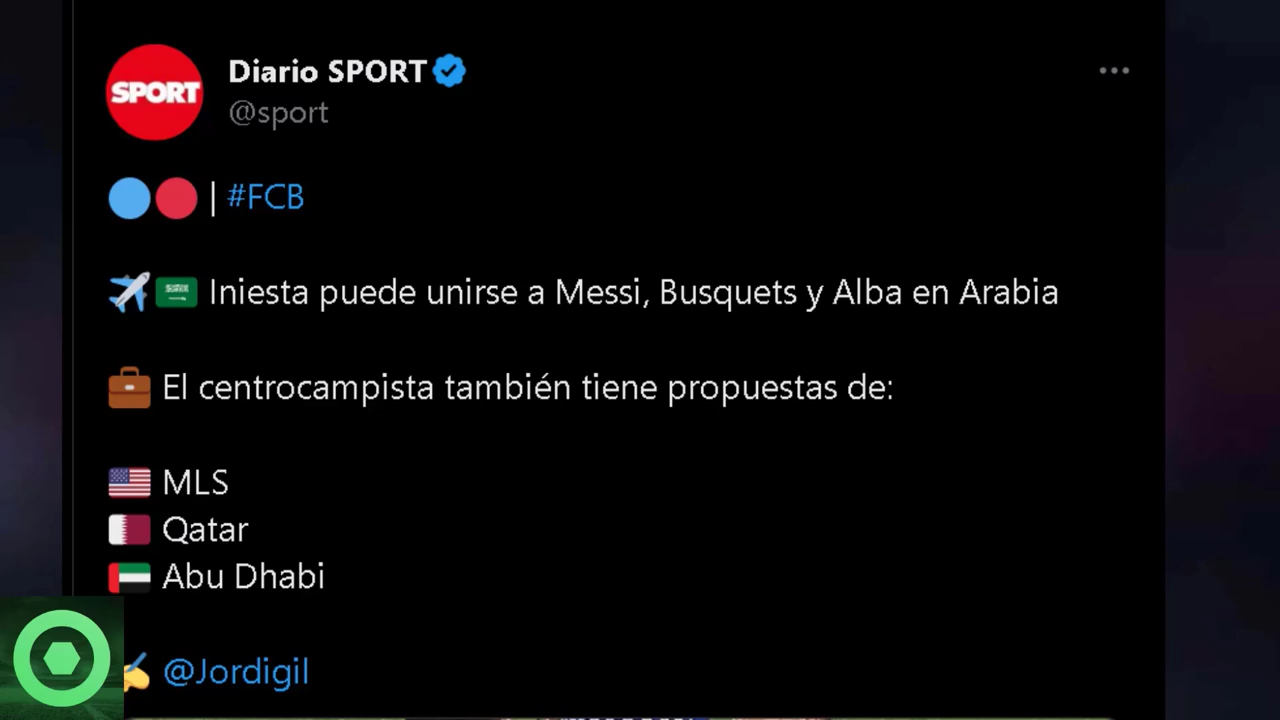 SPORT
Diario SPORT
@sport
| #FCB
Iniesta puede unirse a Messi, Busquets y Alba en Arabia
El centrocampista también tiene propuestas de:
MLS
Qatar
Abu Dhabi
@Jordigil